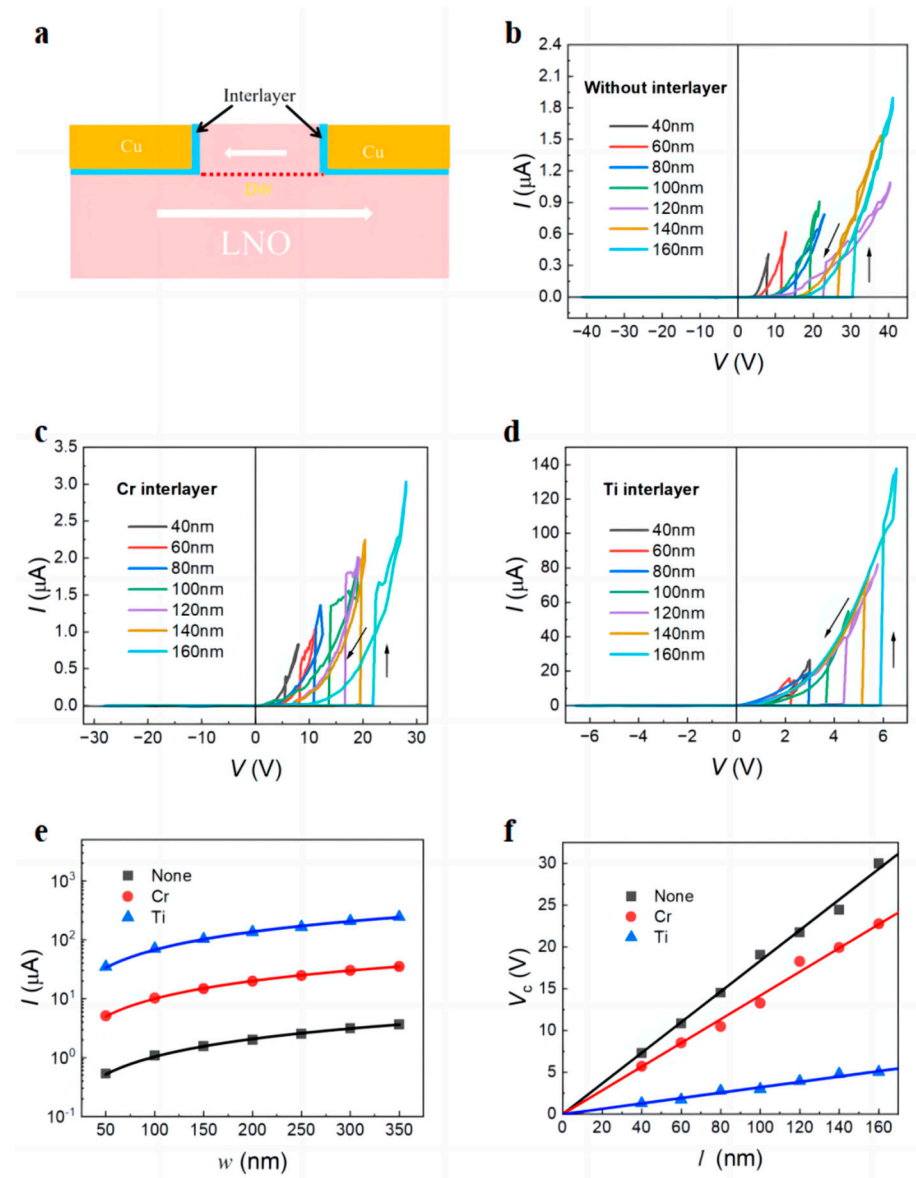 a
Interlayer
Cu
Cu
DW
LNO
b
2.4
2.1
1.8
1.5
1.2
0.9
0.6
0.3
0.0
I (μA)
Without interlayer
40nm
60nm
80nm
100nm
120nm
140nm
160nm
−40 −30 −20 −10 0 10 20 30 40
V (V)
c
3.5
3.0
2.5
2.0
1.5
1.0
0.5
0.0
I (μA)
Cr interlayer
40nm
60nm
80nm
100nm
120nm
140nm
160nm
−30 −20 −10 0 10 20 30
V (V)
d
140
120
100
80
60
40
20
0
I (μA)
Ti interlayer
40nm
60nm
80nm
100nm
120nm
140nm
160nm
−6 −4 −2 0 2 4 6
V (V)
e
10³
10²
10¹
10⁰
10⁻¹
I (μA)
None
Cr
Ti
50 100 150 200 250 300 350
w (nm)
f
30
25
20
15
10
5
0
Vc (V)
None
Cr
Ti
0 20 40 60 80 100 120 140 160
l (nm)